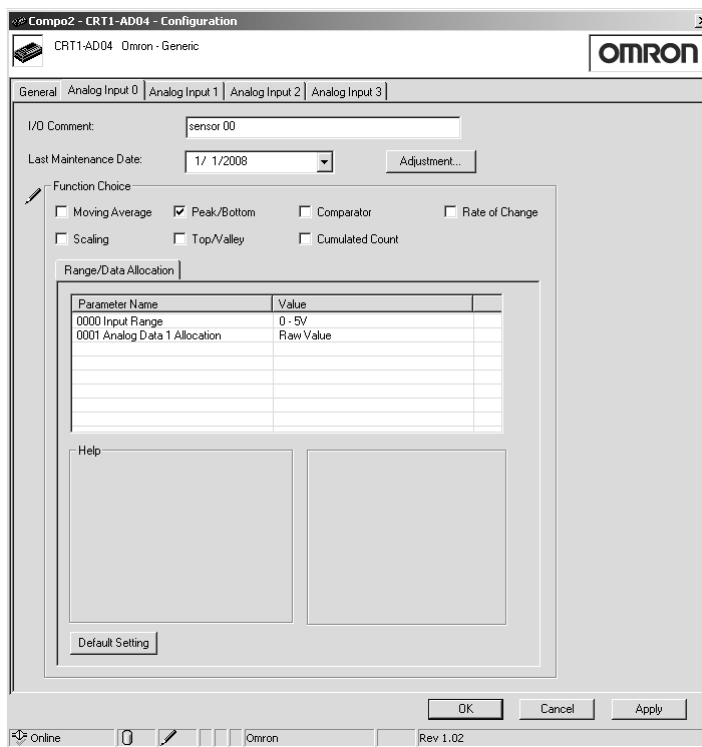 Compo2 - CRT1-AD04 - Configuration
CRT1-AD04 Omron - Generic
OMRON
General Analog Input 0 Analog Input 1 Analog Input 2 Analog Input 3
I/O Comment: sensor 00
Last Maintenance Date: 1/ 1/2008 Adjustment...
Function Choice
Moving Average Peak/Bottom Comparator Rate of Change
Scaling Top/Valley Cumulated Count
Range/Data Allocation
Parameter Name Value
0000 Input Range 0 - 5V
0001 Analog Data 1 Allocation Raw Value
Help
Default Setting
OK Cancel Apply
Online Omron Rev 1.02